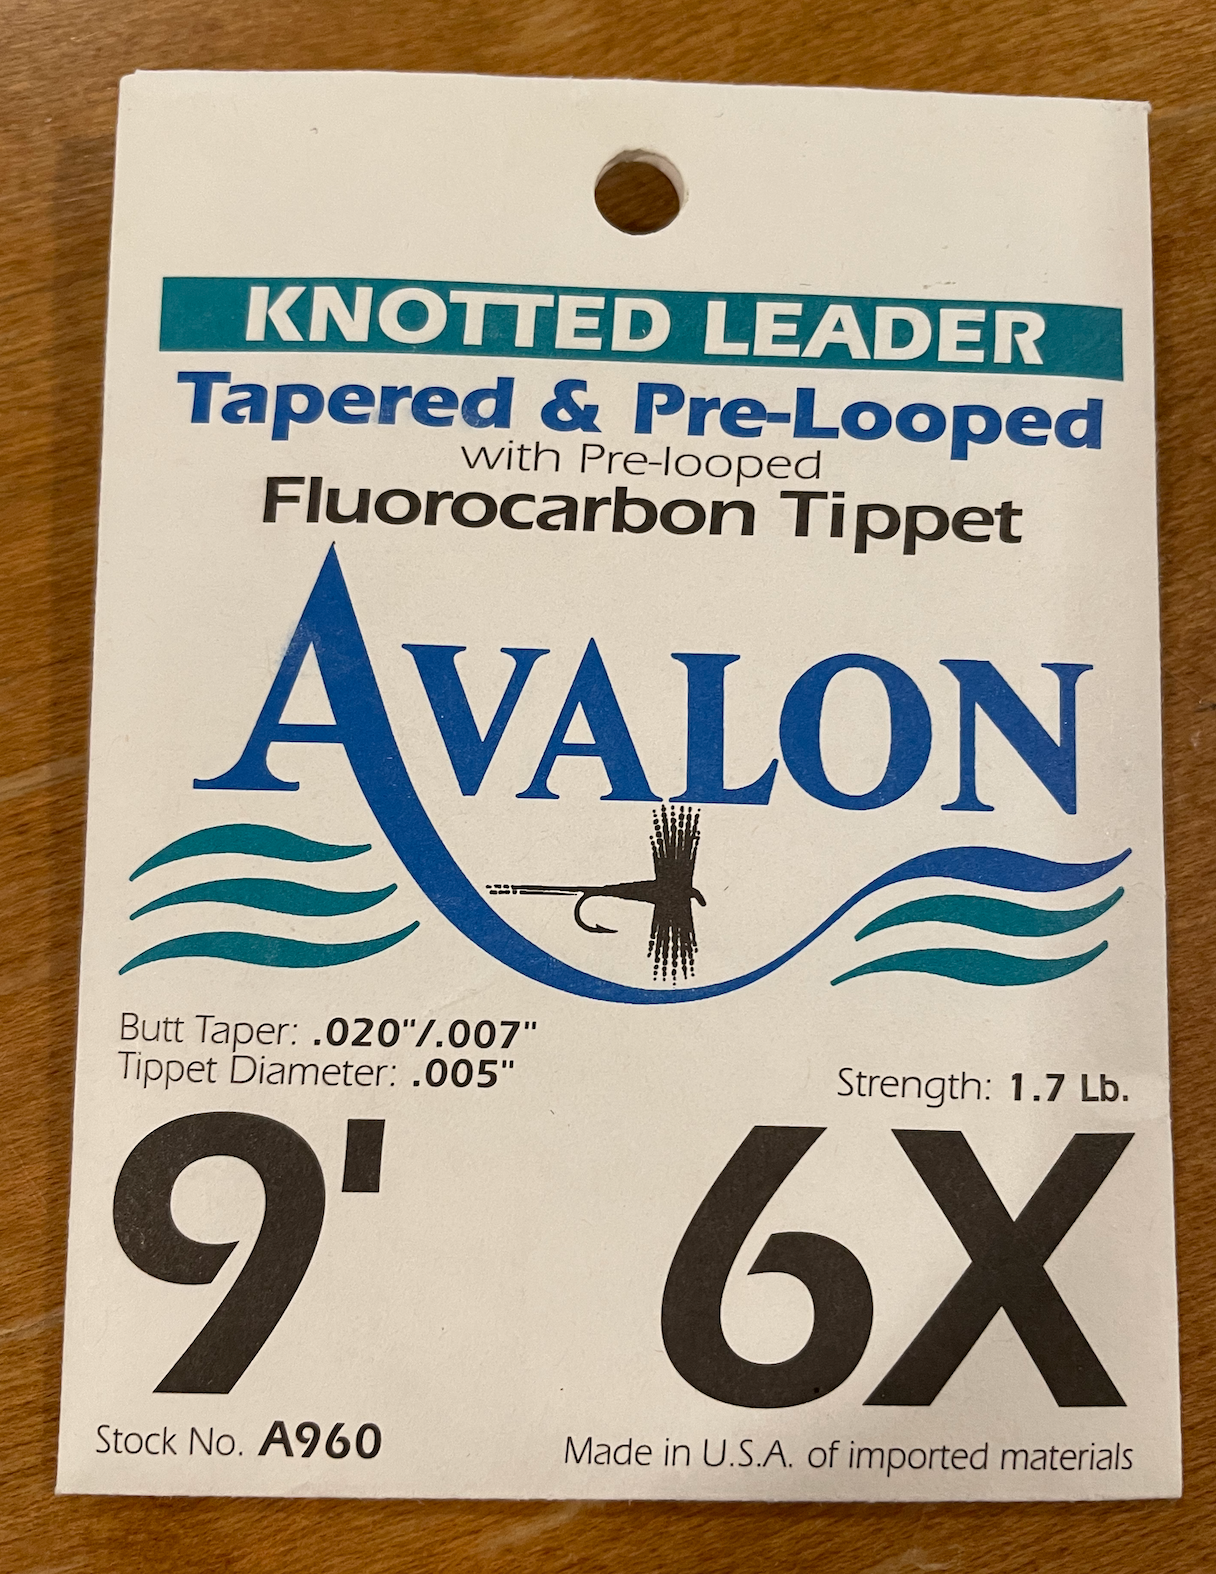 KNOTTED LEADER
Tapered & Pre-Looped
with Pre-looped
Fluorocarbon Tippet
AVALON
Butt Taper: .020"/.007"
Tippet Diameter: .005"
Strength: 1.7 Lb.
9' 6X
Stock No. A960
Made in U.S.A. of imported materials